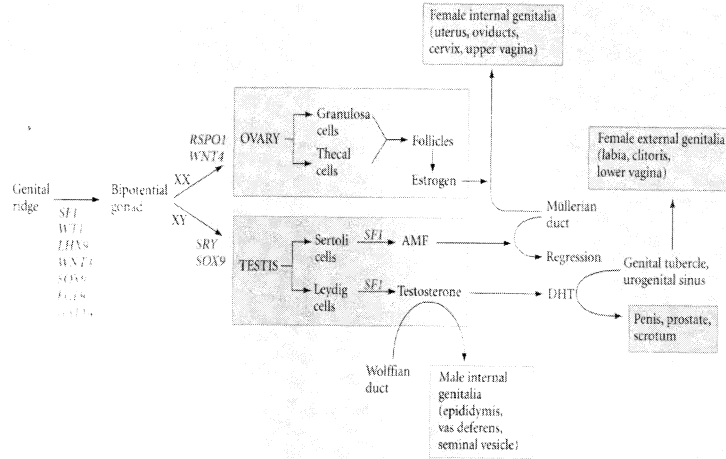 Female internal genitalia
(uterus, oviducts,
cervix, upper vagina)
Granulosa
cells
RSPO1
WNT4
OVARY
Follicles
Thecal
cells
Estrogen
Female external genitalia
(labia, clitoris,
lower vagina)
Genital
ridge
Bipotential
gonad
XX
XY
SF1
WT1
LHX9
SRY
SOX9
TESTIS
Sertoli
cells
SF1
AMF
Müllerian
duct
Regression
Leydig
cells
SF1
Testosterone
DHT
Genital tubercle,
urogenital sinus
Penis, prostate,
scrotum
Wolffian
duct
Male internal
genitalia
(epididymis,
vas deferens,
seminal vesicle)